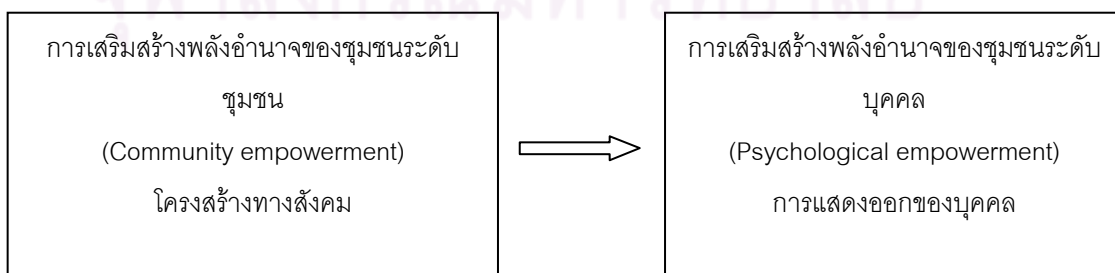 การเสริมสร้างพลังอำนาจของชุมชนระดับ
ชุมชน
(Community empowerment)
โครงสร้างทางสังคม
การเสริมสร้างพลังอำนาจของชุมชนระดับ
บุคคล
(Psychological empowerment)
การแสดงออกของบุคคล